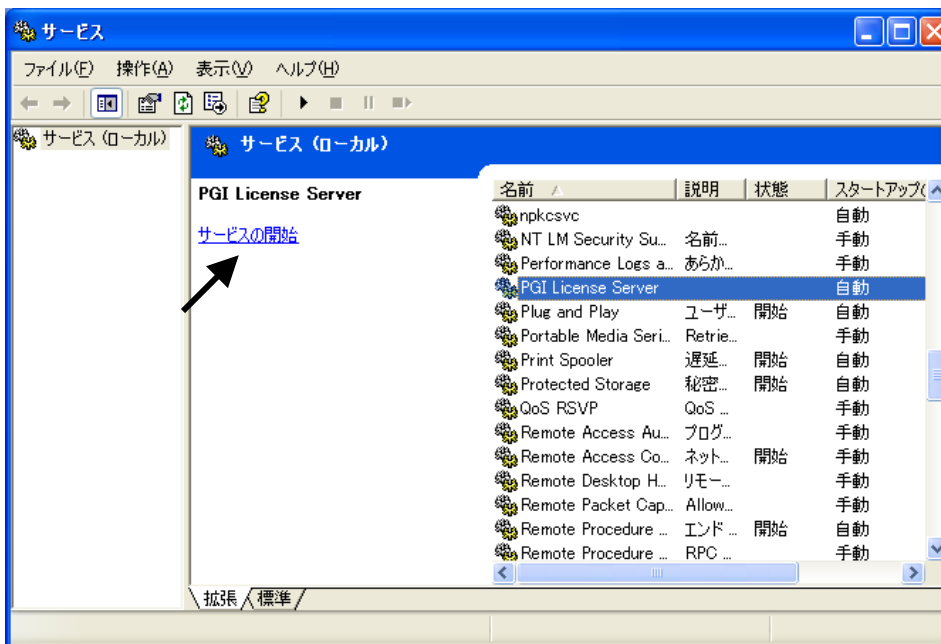 サービス
ファイル(F) 操作(A) 表示(V) ヘルプ(H)
サービス (ローカル)
サービス (ローカル)
PGI License Server
サービスの開始
名前 説明 状態 スタートアップ(
npkcsvc 自動
NT LM Security Su... 名前... 手動
Performance Logs a... あらか... 手動
PGI License Server 自動
Plug and Play ユーザ... 開始 自動
Portable Media Seri... Retrie... 手動
Print Spooler 遅延... 開始 自動
Protected Storage 秘密... 開始 自動
QoS RSVP QoS ... 手動
Remote Access Au... プログ... 手動
Remote Access Co... ネット... 開始 手動
Remote Desktop H... リモー... 手動
Remote Packet Cap... Allow... 手動
Remote Procedure ... エンド ... 開始 自動
Remote Procedure ... RPC ... 手動
拡張 標準